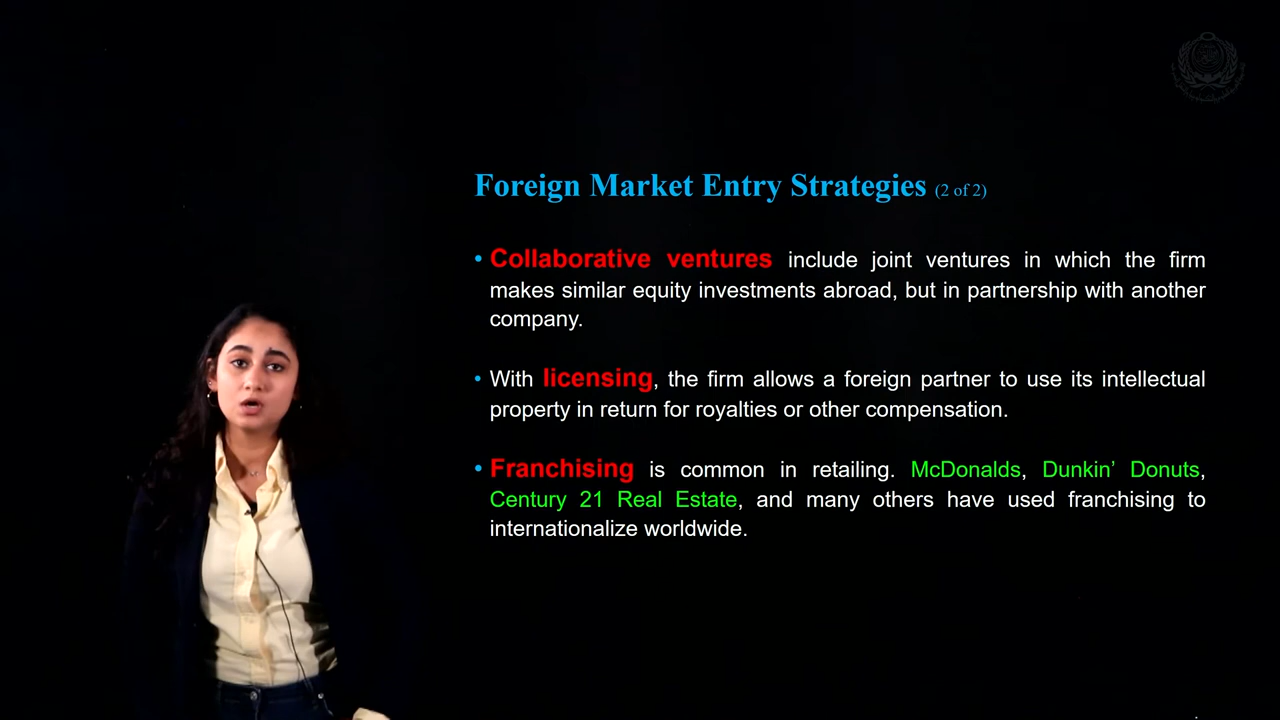 Foreign Market Entry Strategies (2 of 2)
• Collaborative ventures include joint ventures in which the firm
makes similar equity investments abroad, but in partnership with another
company.
• With licensing, the firm allows a foreign partner to use its intellectual
property in return for royalties or other compensation.
• Franchising is common in retailing. McDonalds, Dunkin’ Donuts,
Century 21 Real Estate, and many others have used franchising to
internationalize worldwide.